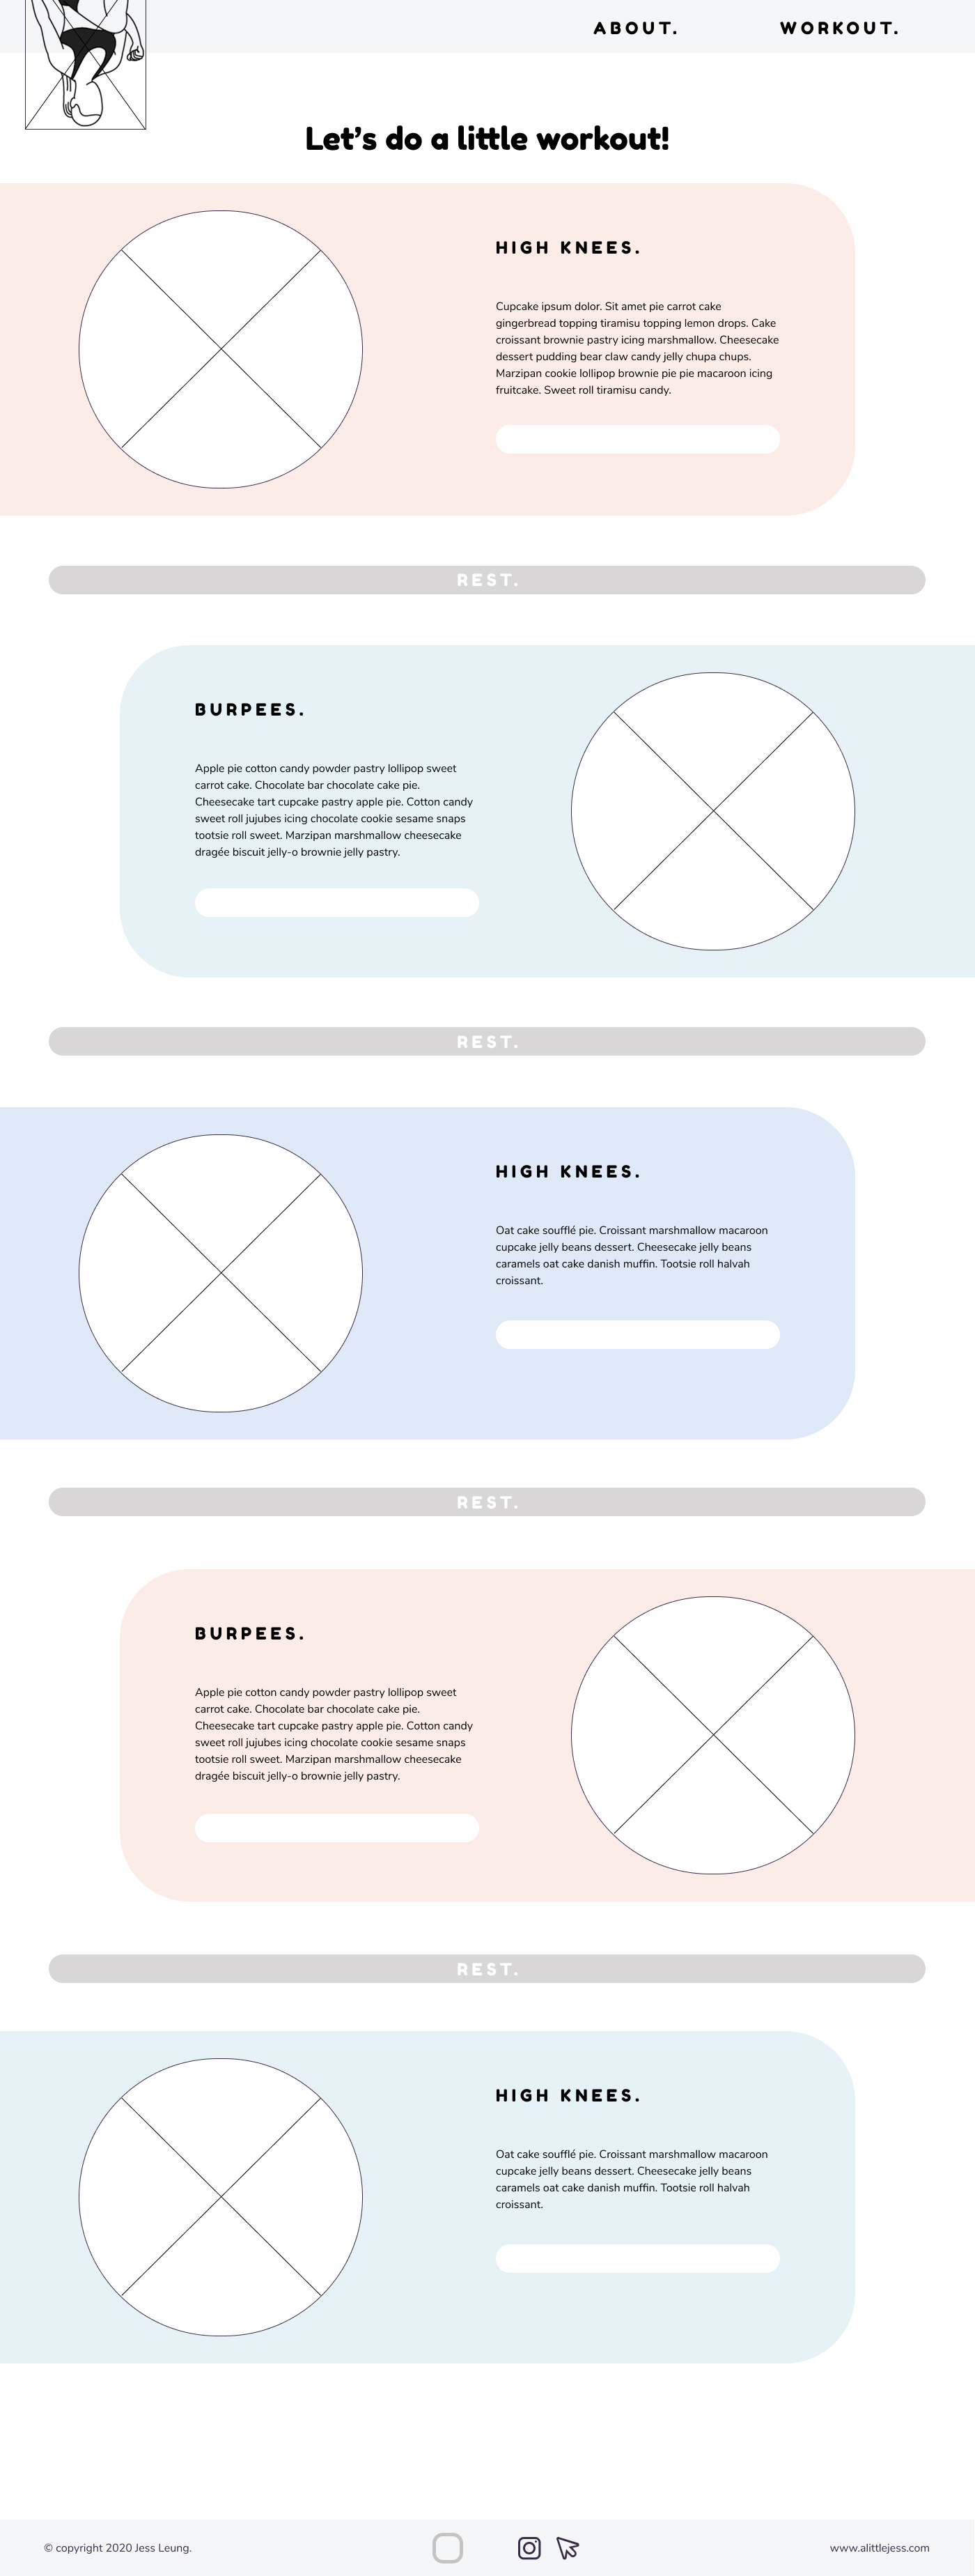 ABOUT. WORKOUT.
Let’s do a little workout!
HIGH KNEES.
Cupcake ipsum dolor. Sit amet pie carrot cake
gingerbread topping tiramisu topping lemon drops. Cake
croissant brownie pastry icing marshmallow. Cheesecake
dessert pudding bear claw candy jelly chupa chups.
Marzipan cookie lollipop brownie pie pie macaroon icing
fruitcake. Sweet roll tiramisu candy.
REST.
BURPEES.
Apple pie cotton candy powder pastry lollipop sweet
carrot cake. Chocolate bar chocolate cake pie.
Cheesecake tart cupcake pastry apple pie. Cotton candy
sweet roll jujubes icing chocolate cookie sesame snaps
tootsie roll sweet. Marzipan marshmallow cheesecake
dragée biscuit jelly-o brownie jelly pastry.
REST.
HIGH KNEES.
Oat cake soufflé pie. Croissant marshmallow macaroon
cupcake jelly beans dessert. Cheesecake jelly beans
caramels oat cake danish muffin. Tootsie roll halvah
croissant.
REST.
BURPEES.
Apple pie cotton candy powder pastry lollipop sweet
carrot cake. Chocolate bar chocolate cake pie.
Cheesecake tart cupcake pastry apple pie. Cotton candy
sweet roll jujubes icing chocolate cookie sesame snaps
tootsie roll sweet. Marzipan marshmallow cheesecake
dragée biscuit jelly-o brownie jelly pastry.
REST.
HIGH KNEES.
Oat cake soufflé pie. Croissant marshmallow macaroon
cupcake jelly beans dessert. Cheesecake jelly beans
caramels oat cake danish muffin. Tootsie roll halvah
croissant.
© copyright 2020 Jess Leung. www.alittlejess.com